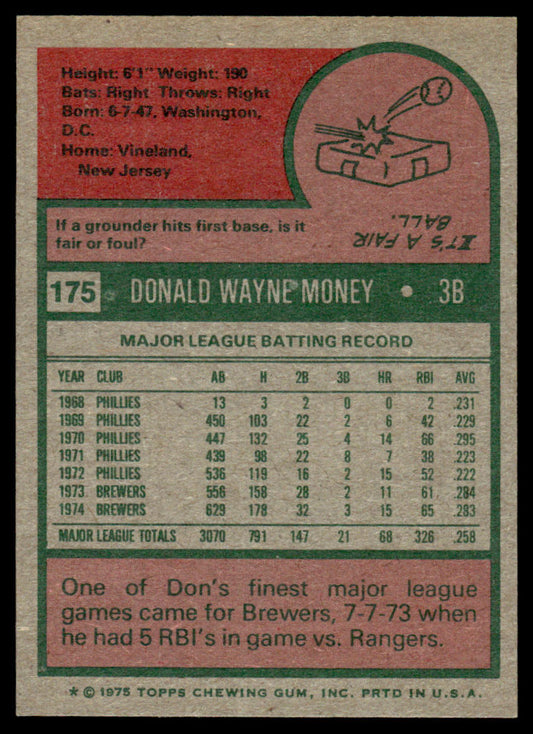 Height: 6'1" Weight: 190
Bats: Right Throws: Right
Born: 6-7-47, Washington,
D.C.
Home: Vineland,
New Jersey
If a grounder hits first base, is it
fair or foul?
IT'S A FAIR
BALL.
175 DONALD WAYNE MONEY • 3B
MAJOR LEAGUE BATTING RECORD
YEAR CLUB AB H 2B 3B HR RBI AVG
1968 PHILLIES 13 3 2 0 0 2 .231
1969 PHILLIES 450 103 22 2 6 42 .229
1970 PHILLIES 447 132 25 4 14 66 .295
1971 PHILLIES 439 98 22 8 7 38 .223
1972 PHILLIES 536 119 16 2 15 52 .222
1973 BREWERS 556 158 28 2 11 61 .284
1974 BREWERS 629 178 32 3 15 65 .283
MAJOR LEAGUE TOTALS 3070 791 147 21 68 326 .258
One of Don's finest major league
games came for Brewers, 7-7-73 when
he had 5 RBI's in game vs. Rangers.
* © 1975 TOPPS CHEWING GUM, INC. PRTD IN U.S.A.